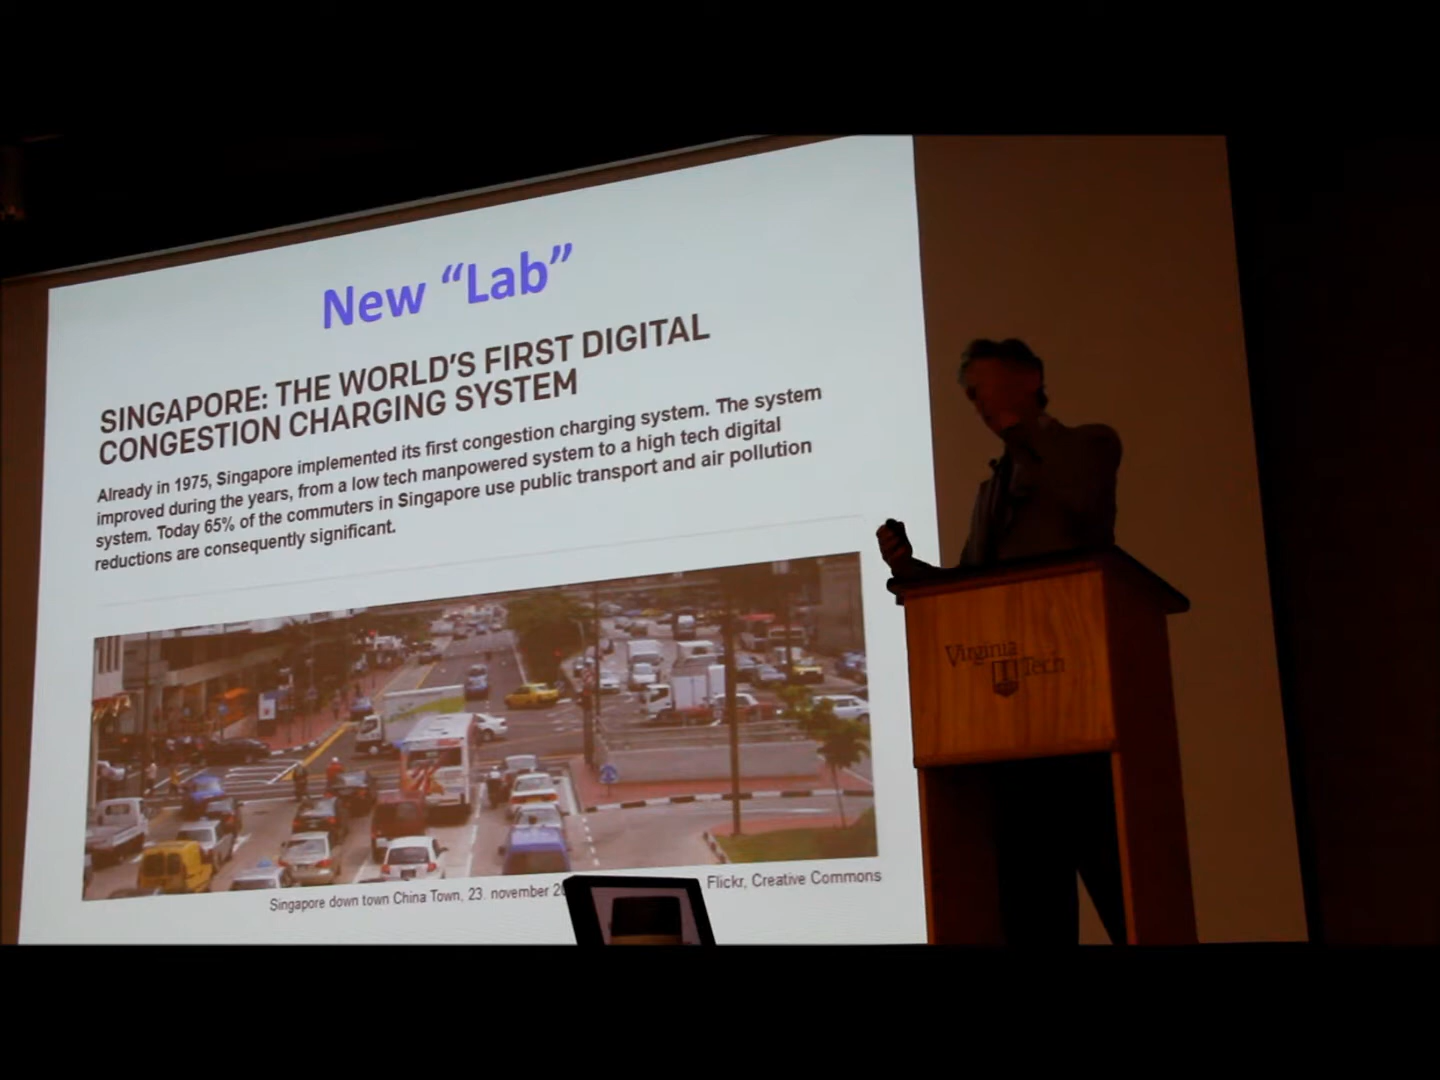 New “Lab”
SINGAPORE: THE WORLD’S FIRST DIGITAL
CONGESTION CHARGING SYSTEM
Already in 1975, Singapore implemented its first congestion charging system. The system
improved during the years, from a low tech manpowered system to a high tech digital
system. Today 65% of the commuters in Singapore use public transport and air pollution
reductions are consequently significant.
Singapore down town China Town, 23. november Flickr, Creative Commons
Virginia
Tech